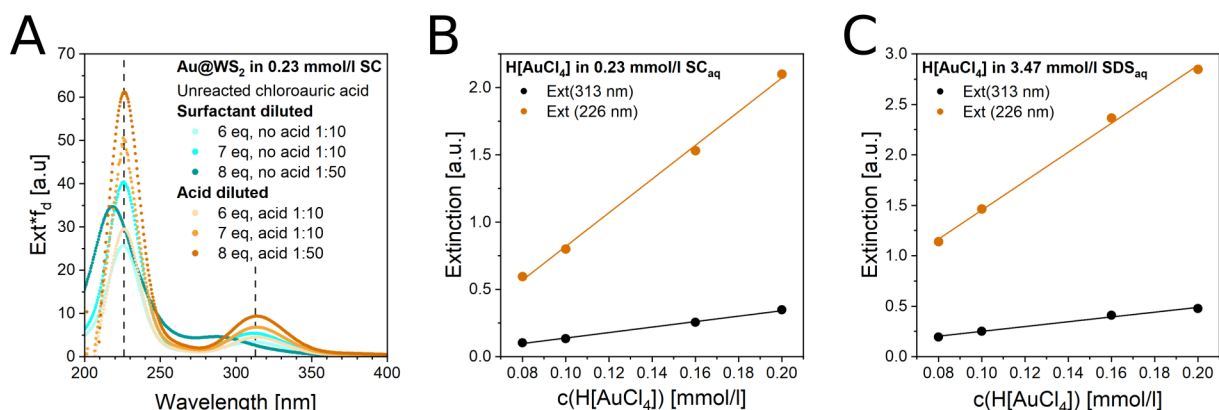 A
Ext*f_d [a.u]
70
60
50
40
30
20
10
0
200
250
300
350
400
Wavelength [nm]
Au@WS₂ in 0.23 mmol/l SC
Unreacted chloroauric acid
Surfactant diluted
6 eq, no acid 1:10
7 eq, no acid 1:10
8 eq, no acid 1:50
Acid diluted
6 eq, acid 1:10
7 eq, acid 1:10
8 eq, acid 1:50
B
Extinction [a.u.]
2.0
1.5
1.0
0.5
0.0
0.08
0.10
0.12
0.14
0.16
0.18
0.20
c(H[AuCl₄]) [mmol/l]
H[AuCl₄] in 0.23 mmol/l SC_aq
Ext(313 nm)
Ext (226 nm)
C
Extinction [a.u.]
3.0
2.5
2.0
1.5
1.0
0.5
0.0
0.08
0.10
0.12
0.14
0.16
0.18
0.20
c(H[AuCl₄]) [mmol/l]
H[AuCl₄] in 3.47 mmol/l SDS_aq
Ext(313 nm)
Ext (226 nm)